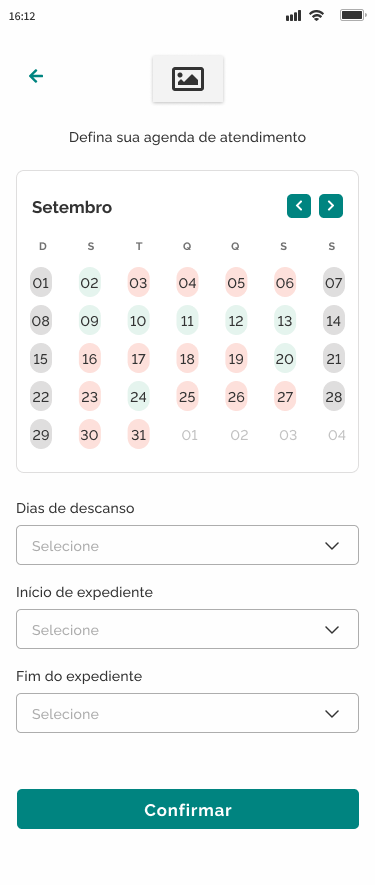 16:12
Defina sua agenda de atendimento
Setembro
D S T Q Q S S
01 02 03 04 05 06 07
08 09 10 11 12 13 14
15 16 17 18 19 20 21
22 23 24 25 26 27 28
29 30 31 01 02 03 04
Dias de descanso
Selecione
Início de expediente
Selecione
Fim do expediente
Selecione
Confirmar